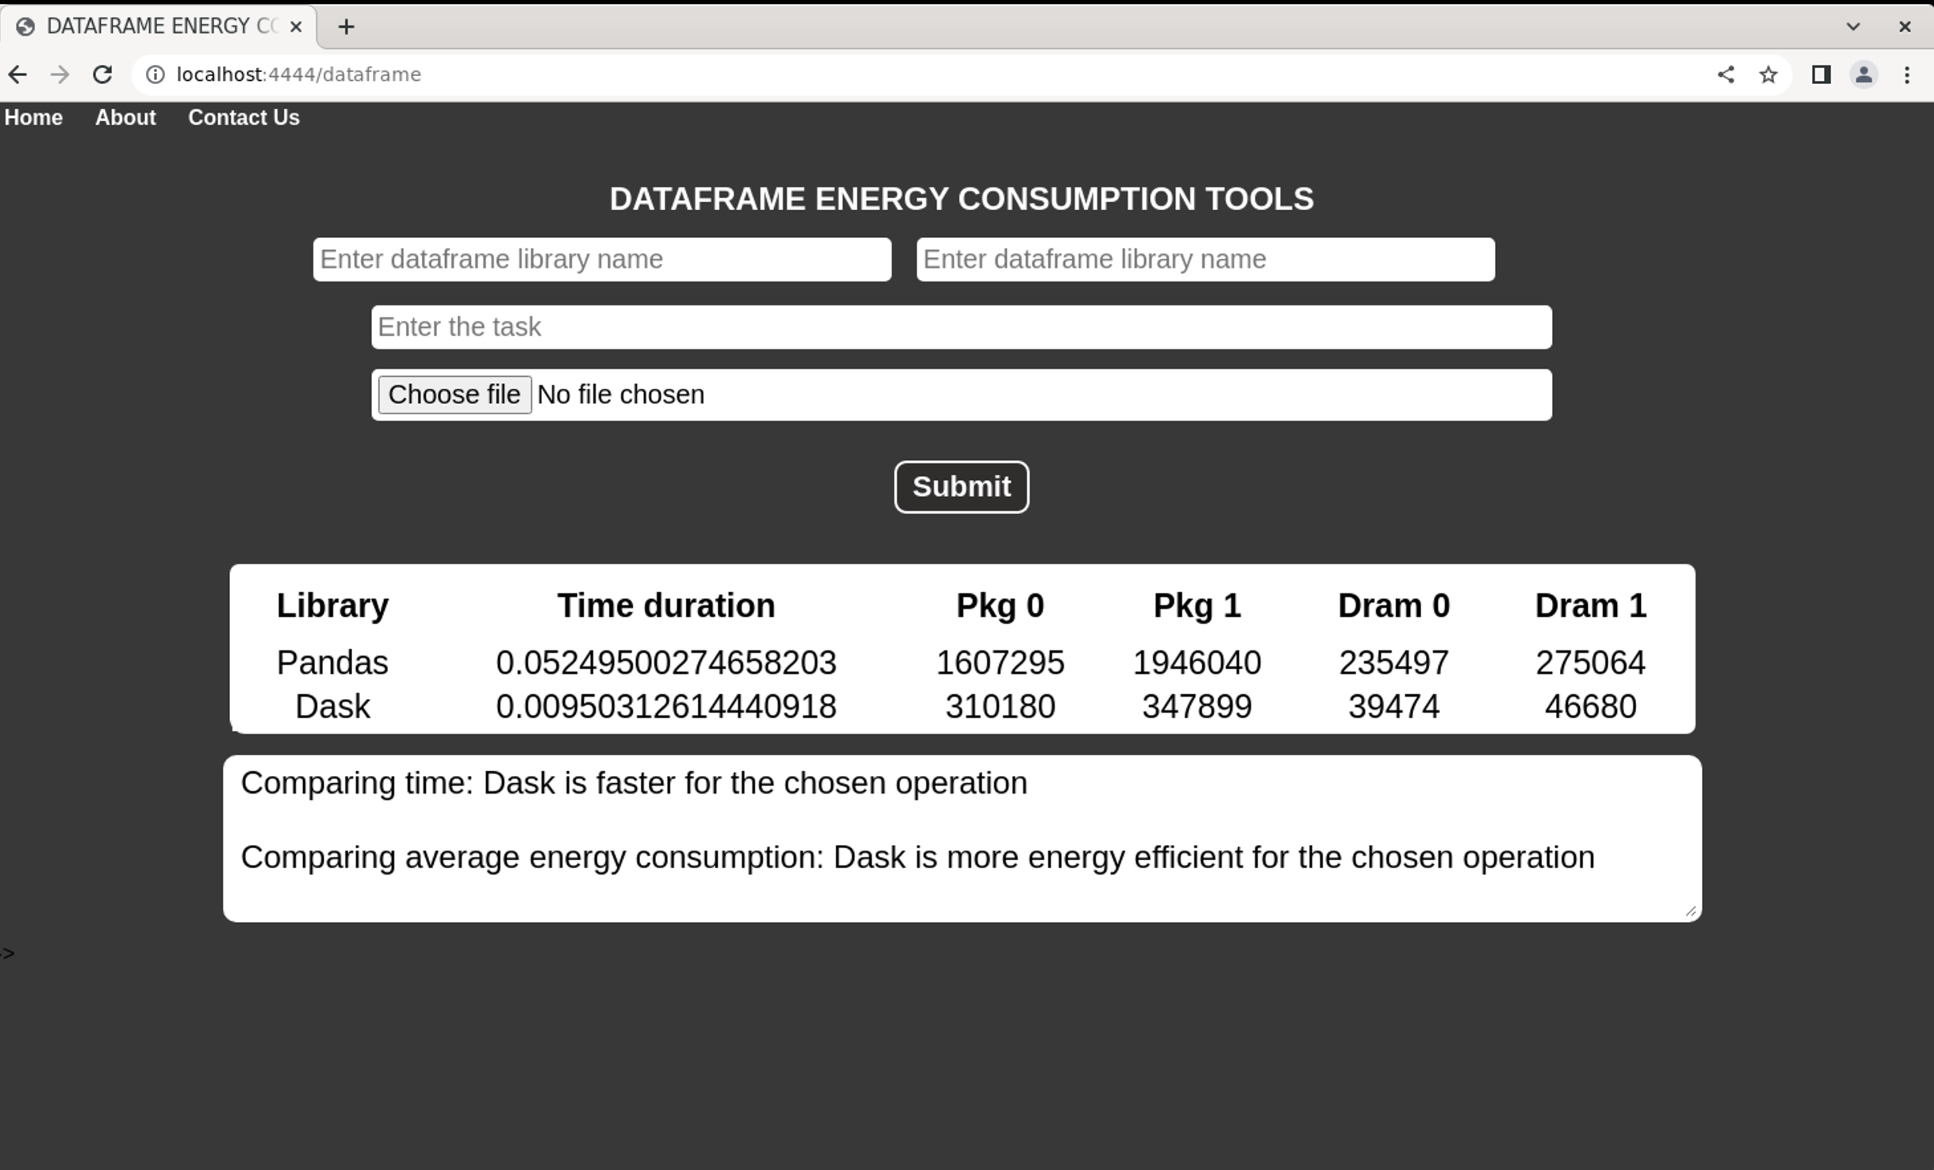 DATAFRAME ENERGY CO
localhost:4444/dataframe
Home About Contact Us
DATAFRAME ENERGY CONSUMPTION TOOLS
Enter dataframe library name Enter dataframe library name
Enter the task
Choose file No file chosen
Submit
Library Time duration Pkg 0 Pkg 1 Dram 0 Dram 1
Pandas 0.05249500274658203 1607295 1946040 235497 275064
Dask 0.00950312614440918 310180 347899 39474 46680
Comparing time: Dask is faster for the chosen operation
Comparing average energy consumption: Dask is more energy efficient for the chosen operation
->